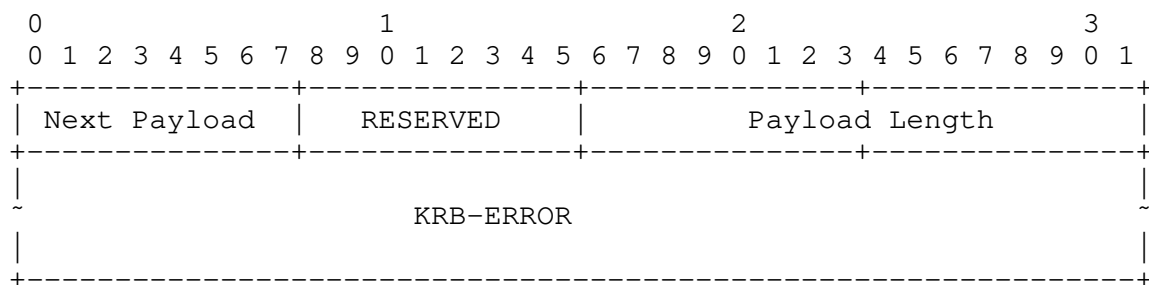 0                   1                   2                   3
0 1 2 3 4 5 6 7 8 9 0 1 2 3 4 5 6 7 8 9 0 1 2 3 4 5 6 7 8 9 0 1
+---------------+---------------+---------------+---------------+
| Next Payload | RESERVED | Payload Length |
+---------------+---------------+---------------+---------------+
| |
~ KRB-ERROR ~
| |
+---------------------------------------------------------------+